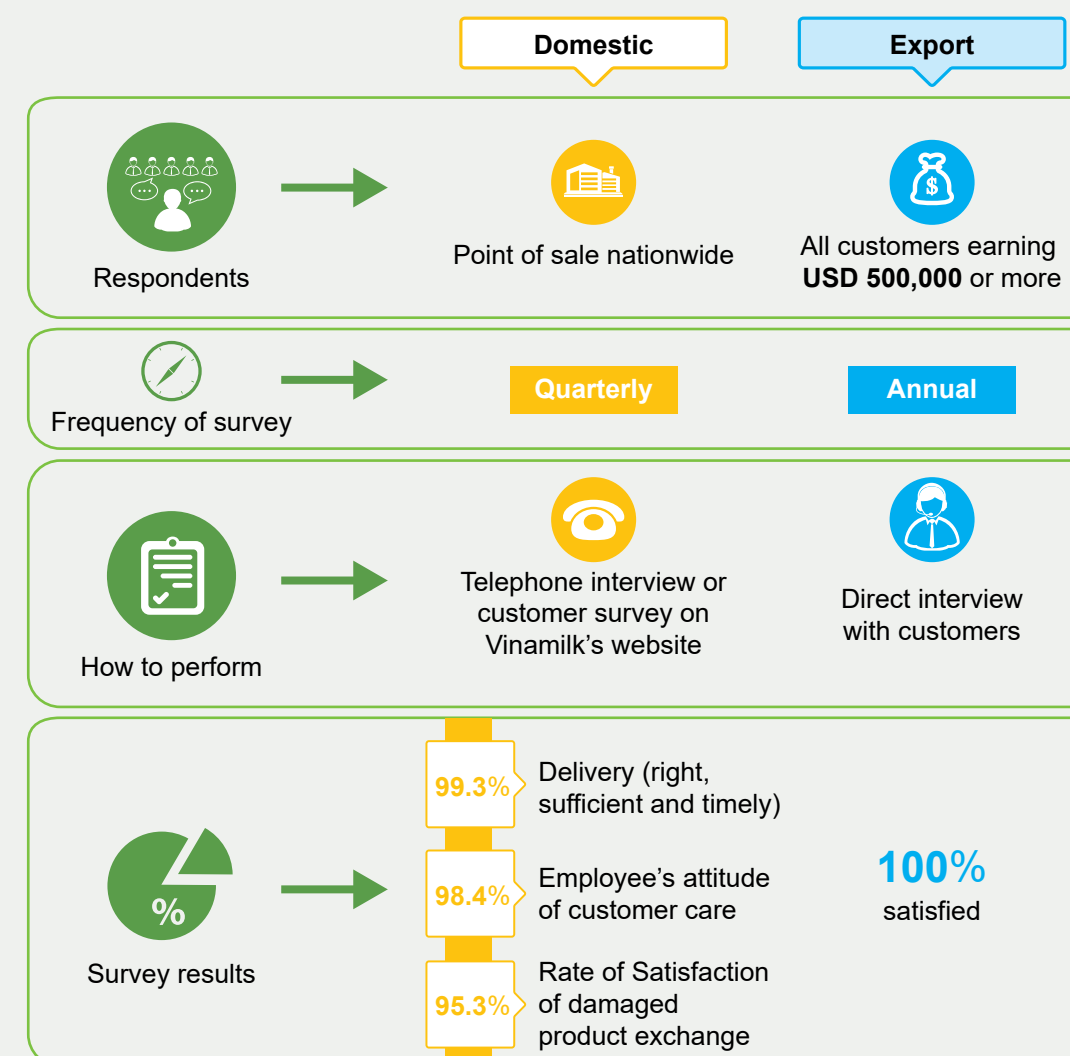 Domestic
Export
Respondents
Point of sale nationwide
All customers earning
USD 500,000 or more
$
Frequency of survey
Quarterly
Annual
How to perform
Telephone interview or
customer survey on
Vinamilk’s website
Direct interview
with customers
Survey results
%
99.3%
Delivery (right,
sufficient and timely)
98.4%
Employee’s attitude
of customer care
95.3%
Rate of Satisfaction
of damaged
product exchange
100%
satisfied